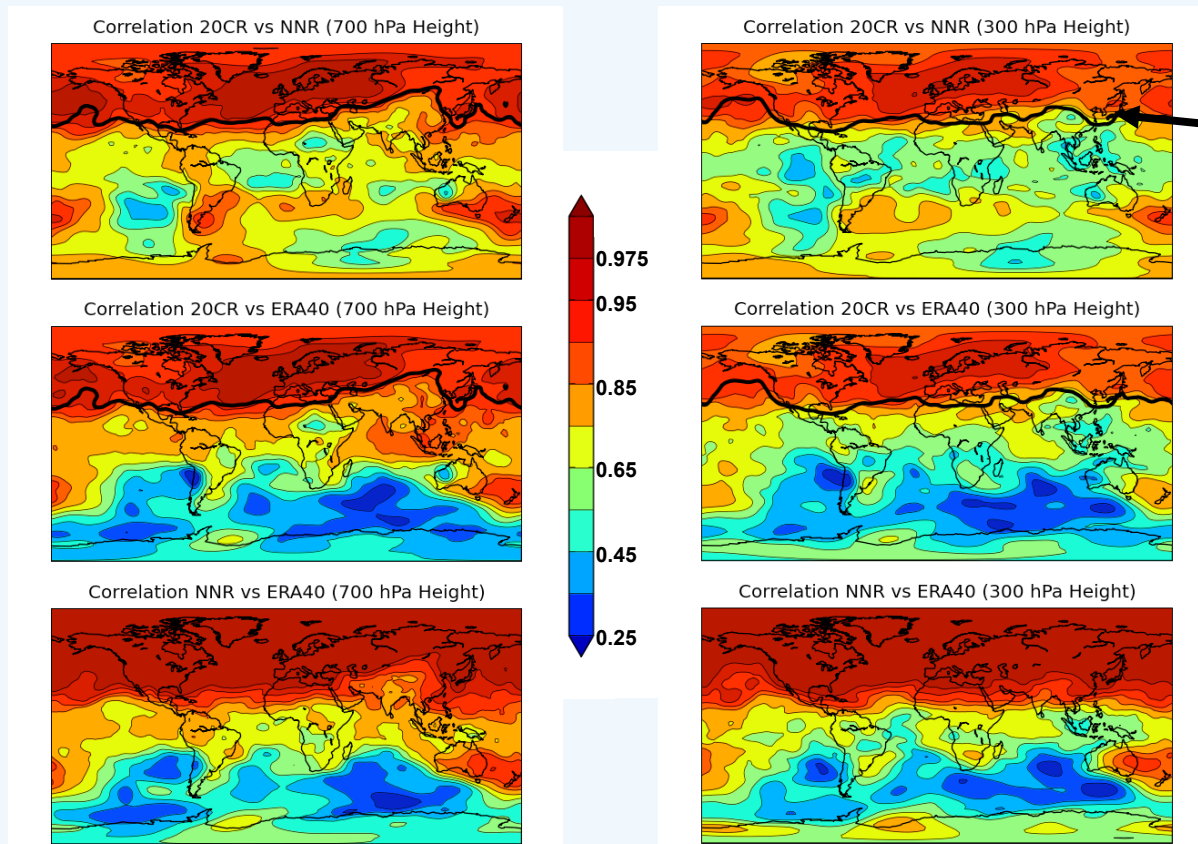 Correlation 20CR vs NNR (700 hPa Height)
Correlation 20CR vs NNR (300 hPa Height)
0.975
0.95
0.85
0.65
0.45
0.25
Correlation 20CR vs ERA40 (700 hPa Height)
Correlation 20CR vs ERA40 (300 hPa Height)
Correlation NNR vs ERA40 (700 hPa Height)
Correlation NNR vs ERA40 (300 hPa Height)